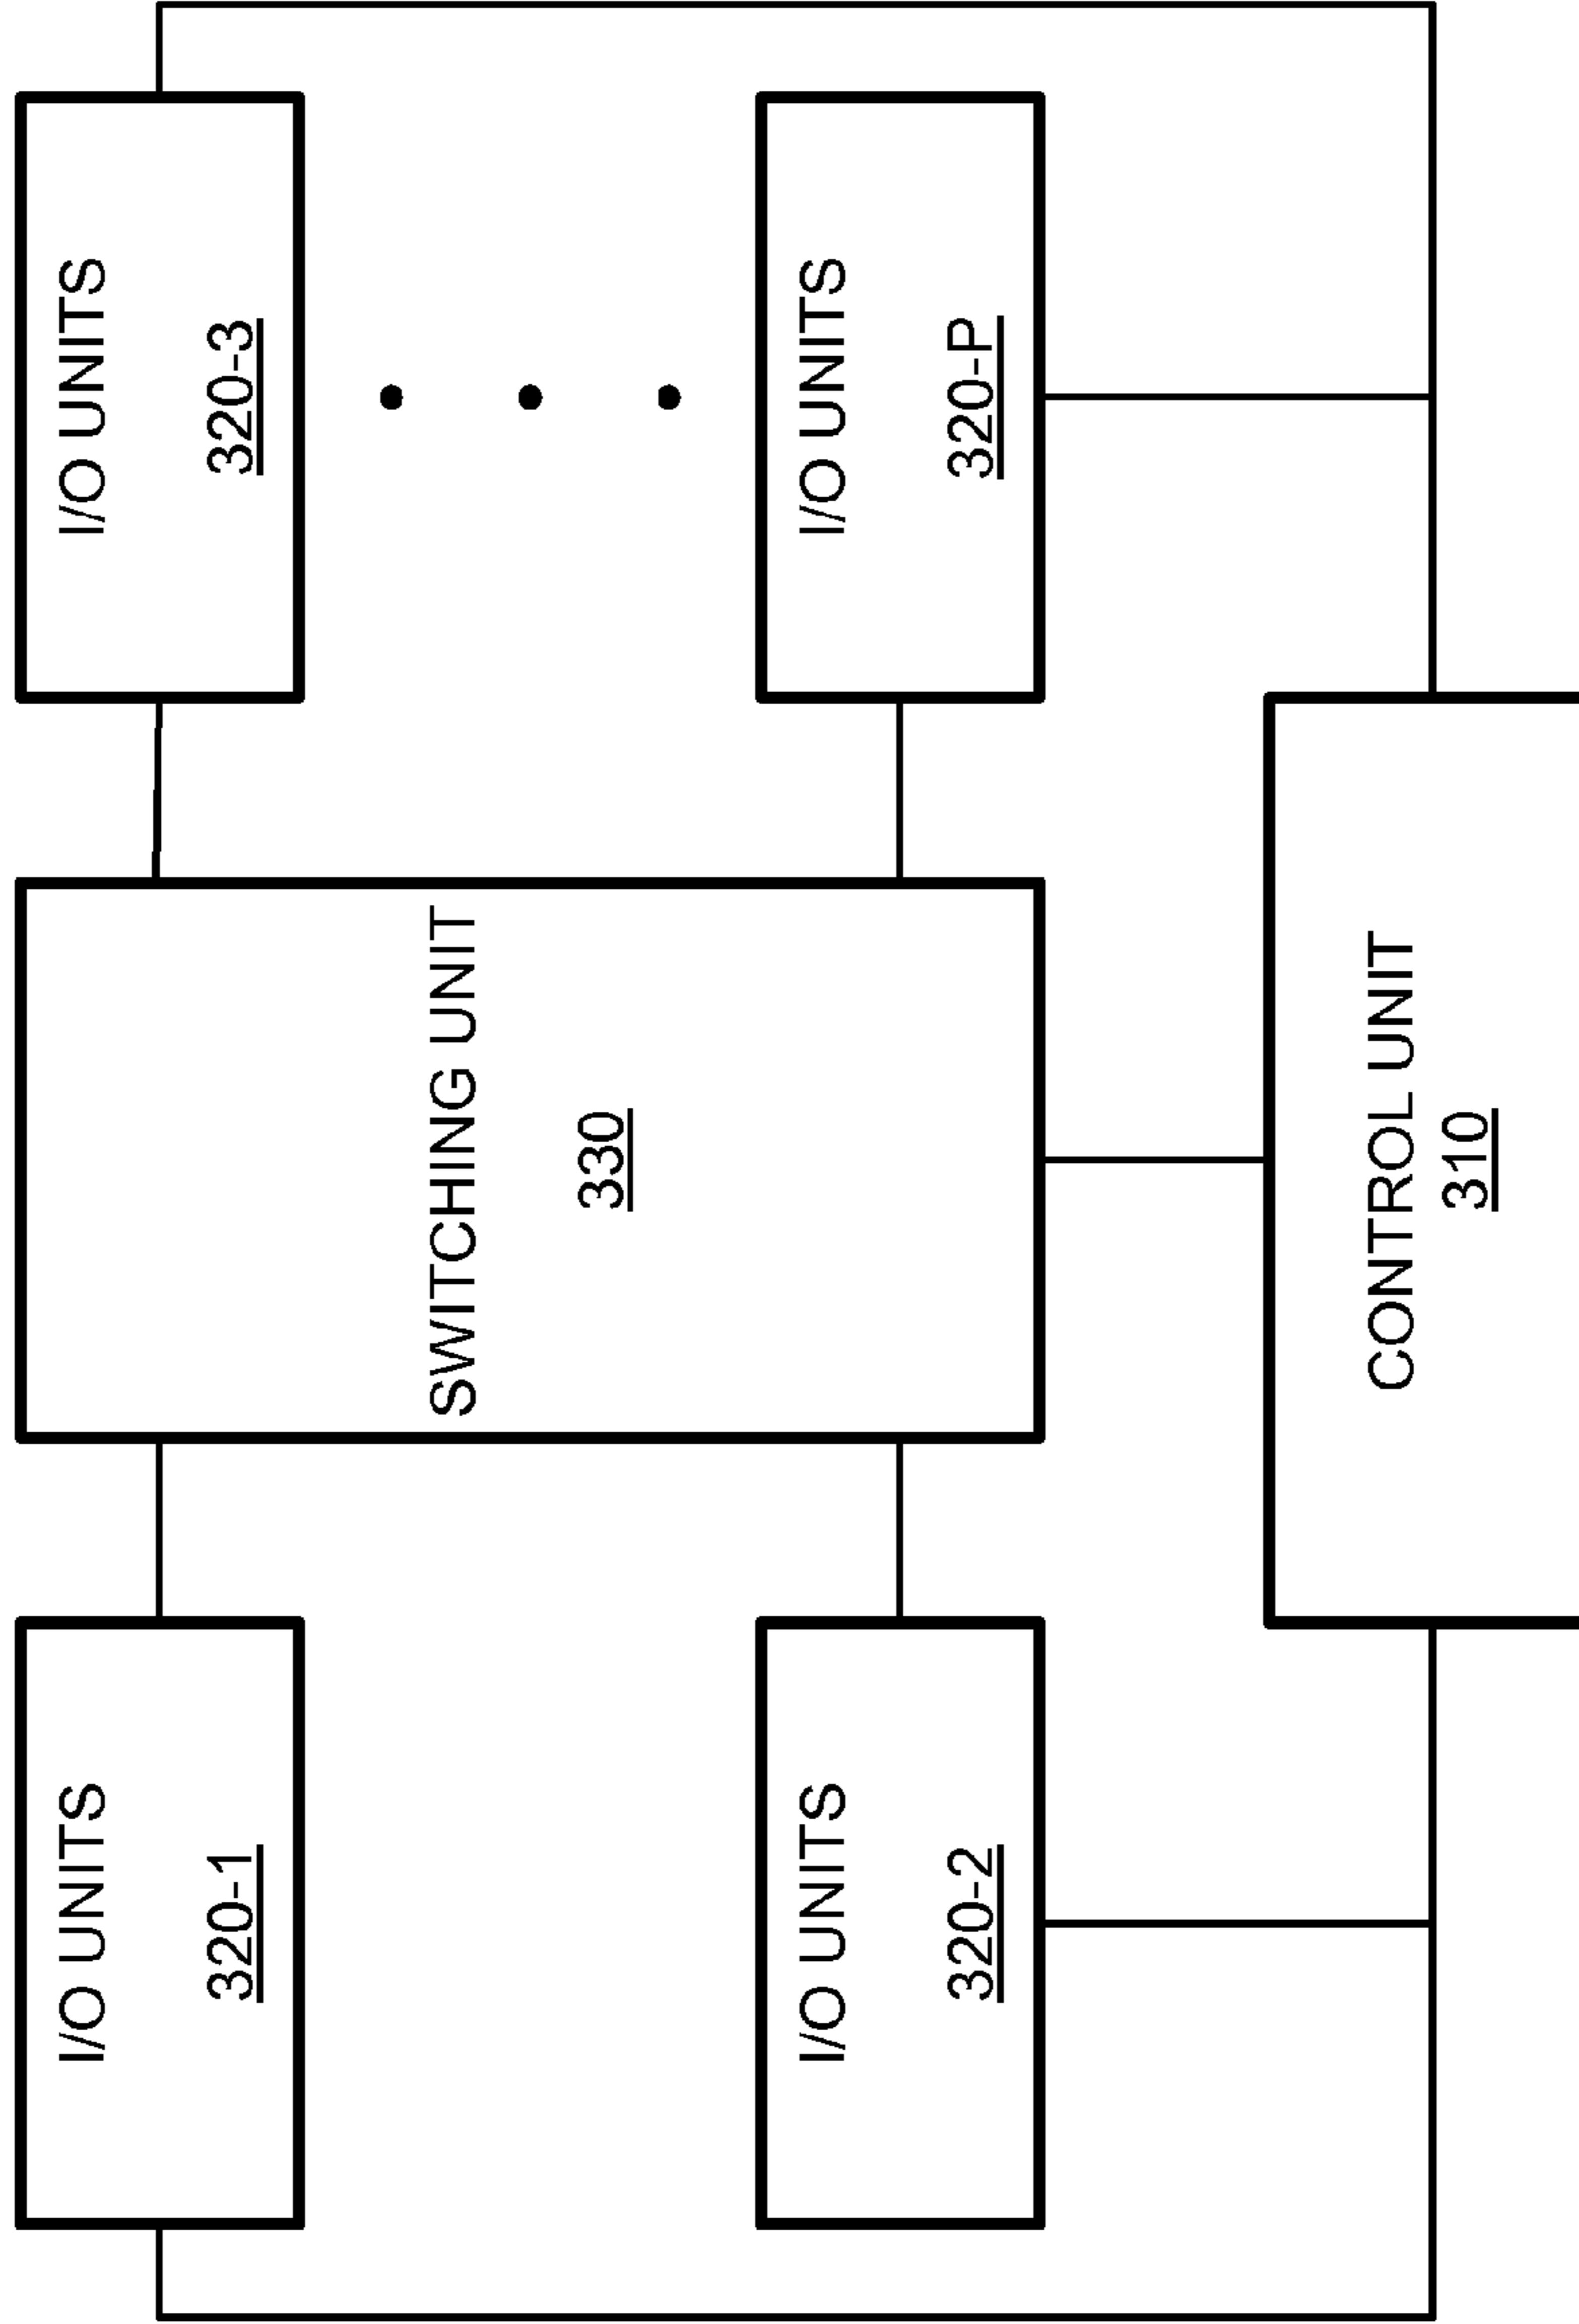 I/O UNITS
320-1
I/O UNITS
320-2
SWITCHING UNIT
330
I/O UNITS
320-3
I/O UNITS
320-P
CONTROL UNIT
310